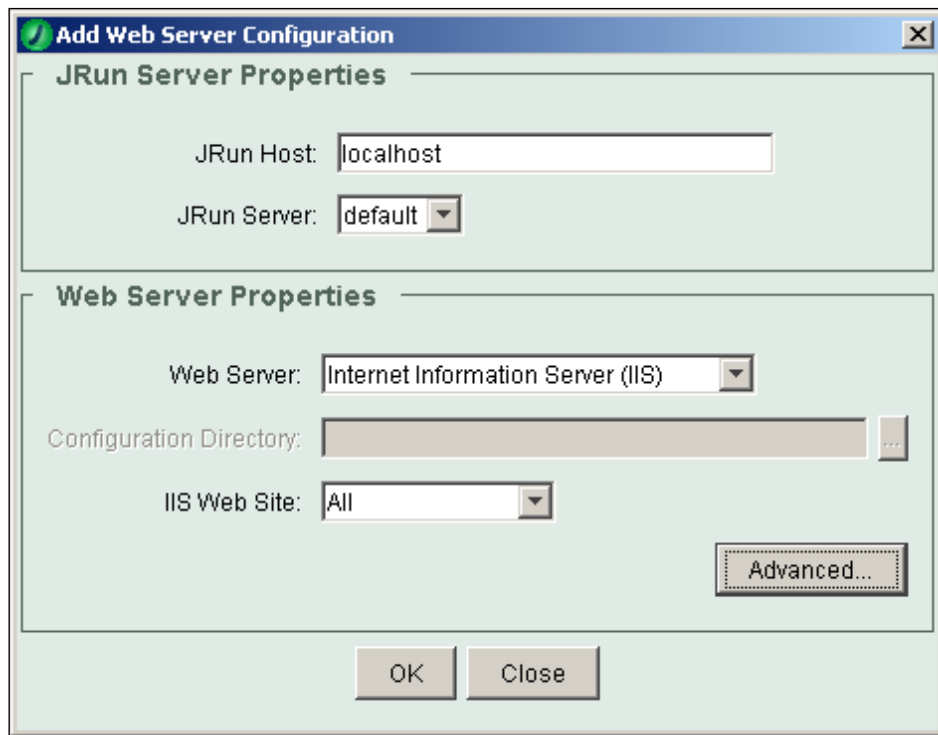 Add Web Server Configuration
JRun Server Properties
JRun Host: localhost
JRun Server: default
Web Server Properties
Web Server: Internet Information Server (IIS)
Configuration Directory: ...
IIS Web Site: All
Advanced...
OK Close